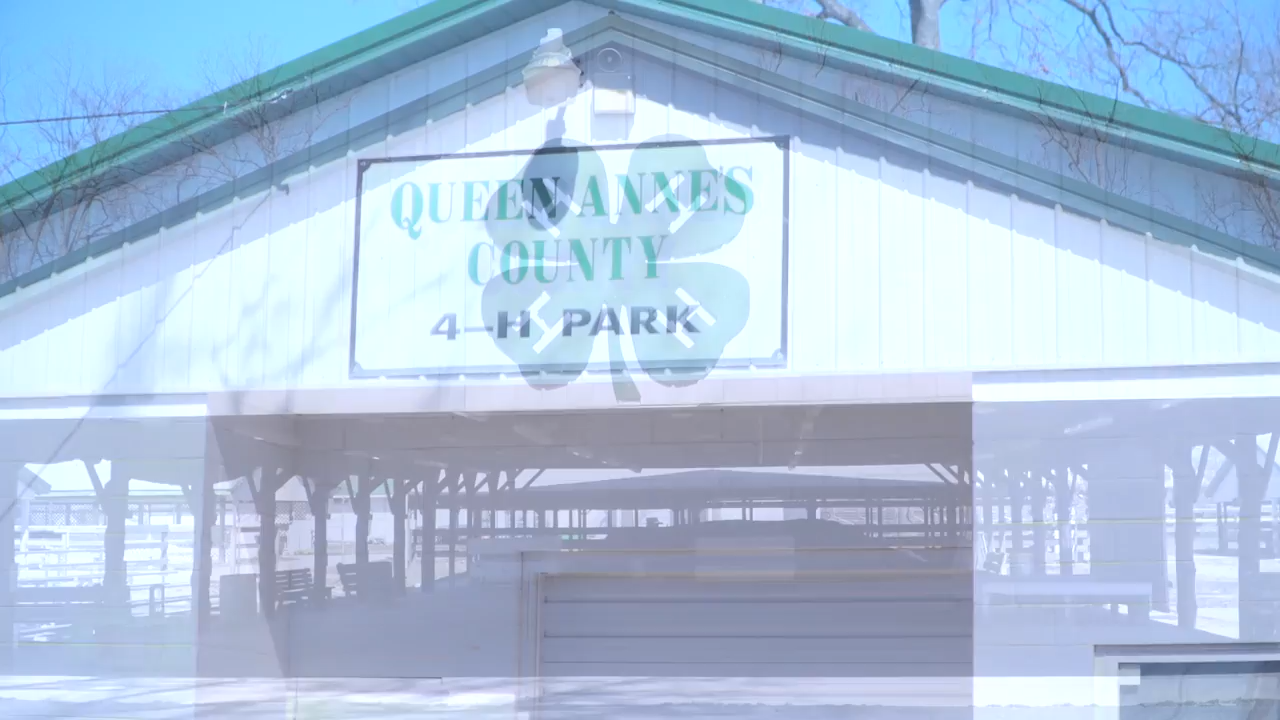 QUEEN ANNE'S
COUNTY
4-H PARK
H H
H H